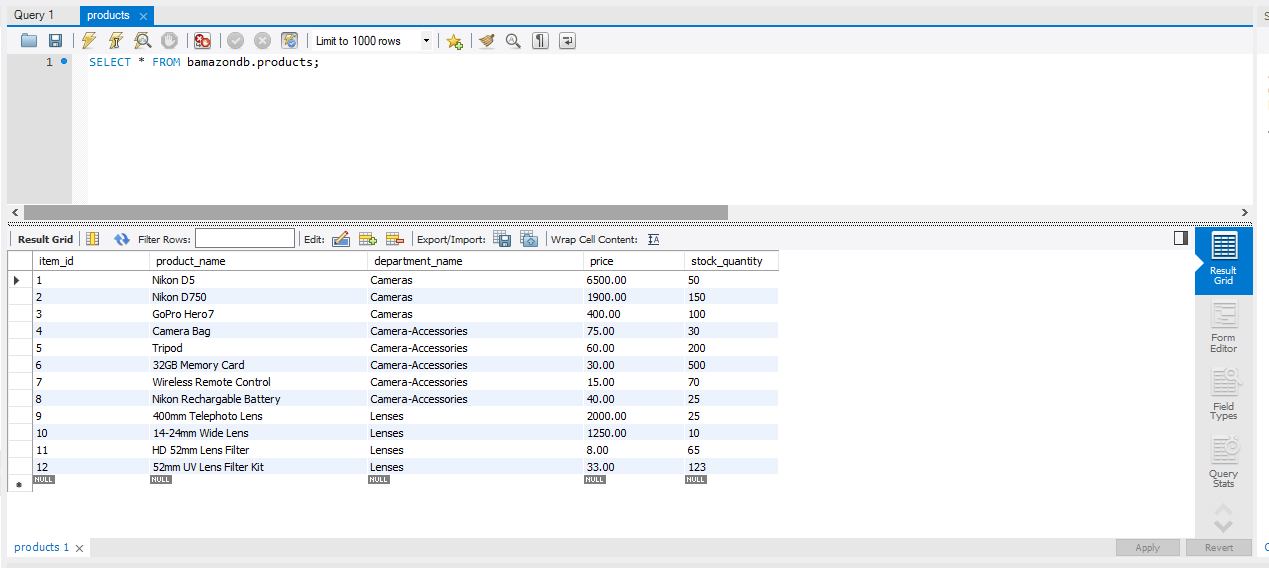 Query 1 products
Limit to 1000 rows
1 SELECT * FROM bamazondb.products;
Result Grid Filter Rows: Edit: Export/Import: Wrap Cell Content:
item_id product_name department_name price stock_quantity
1 Nikon D5 Cameras 6500.00 50
2 Nikon D750 Cameras 1900.00 150
3 GoPro Hero7 Cameras 400.00 100
4 Camera Bag Camera-Accessories 75.00 30
5 Tripod Camera-Accessories 60.00 200
6 32GB Memory Card Camera-Accessories 30.00 500
7 Wireless Remote Control Camera-Accessories 15.00 70
8 Nikon Rechargable Battery Camera-Accessories 40.00 25
9 400mm Telephoto Lens Lenses 2000.00 25
10 14-24mm Wide Lens Lenses 1250.00 10
11 HD 52mm Lens Filter Lenses 8.00 65
12 52mm UV Lens Filter Kit Lenses 33.00 123
NULL NULL NULL NULL NULL
Result
Grid
Form
Editor
Field
Types
Query
Stats
products 1 Apply Revert